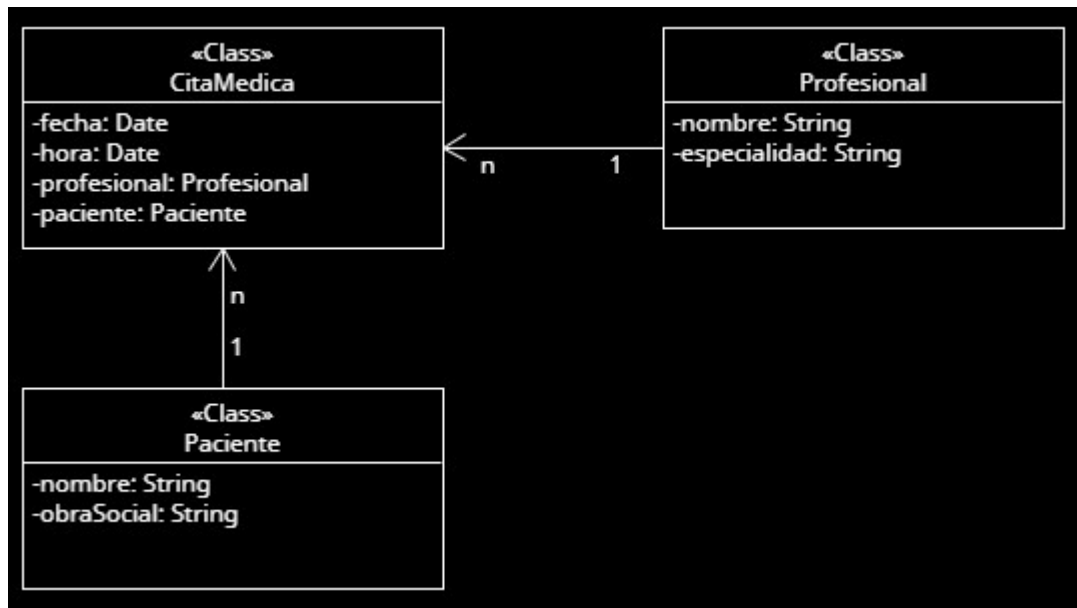 «Class»
CitaMedica
-fecha: Date
-hora: Date
-profesional: Profesional
-paciente: Paciente
«Class»
Profesional
-nombre: String
-especialidad: String
n
1
n
1
«Class»
Paciente
-nombre: String
-obraSocial: String